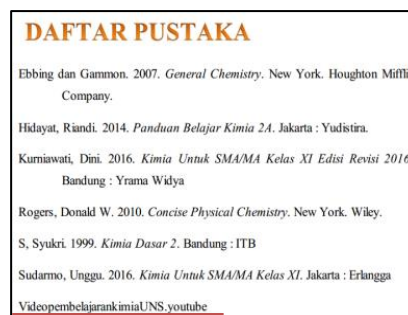 DAFTAR PUSTAKA
Ebbing dan Gammon. 2007. General Chemistry. New York. Houghton Miffli
Company.
Hidayat, Riandi. 2014. Panduan Belajar Kimia 2A. Jakarta : Yudistira.
Kurniawati, Dini. 2016. Kimia Untuk SMA/MA Kelas XI Edisi Revisi 2016
Bandung : Yrama Widya
Rogers, Donald W. 2010. Concise Physical Chemistry. New York. Wiley.
S, Syukri. 1999. Kimia Dasar 2. Bandung : ITB
Sudarmo, Unggu. 2016. Kimia Untuk SMA/MA Kelas XI. Jakarta : Erlangga
VideopembelajarankimiaUNS.youtube